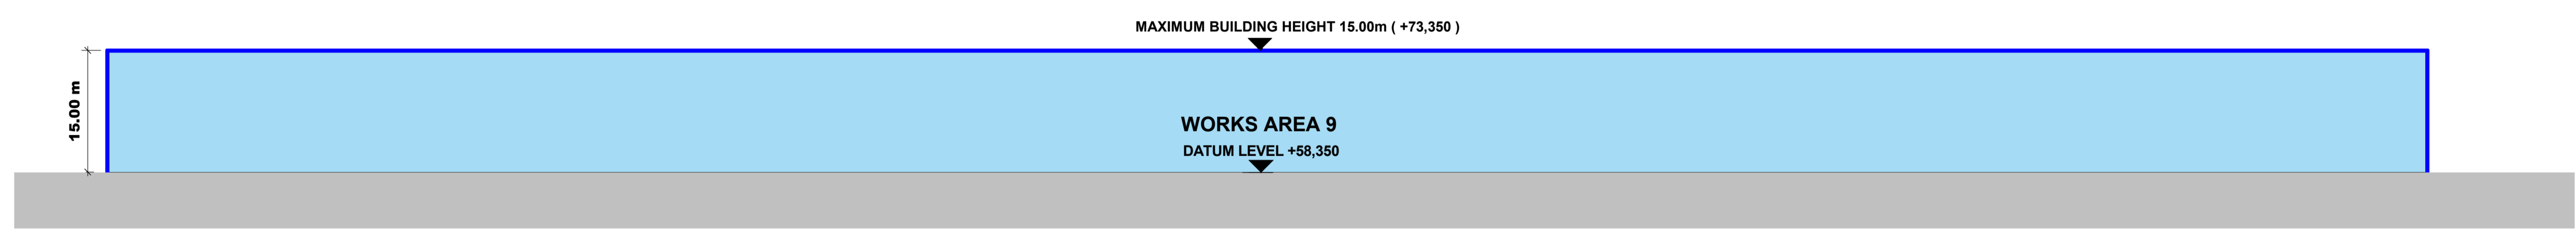 MAXIMUM BUILDING HEIGHT 15.00m ( +73,350 )
15.00 m
WORKS AREA 9
DATUM LEVEL +58,350